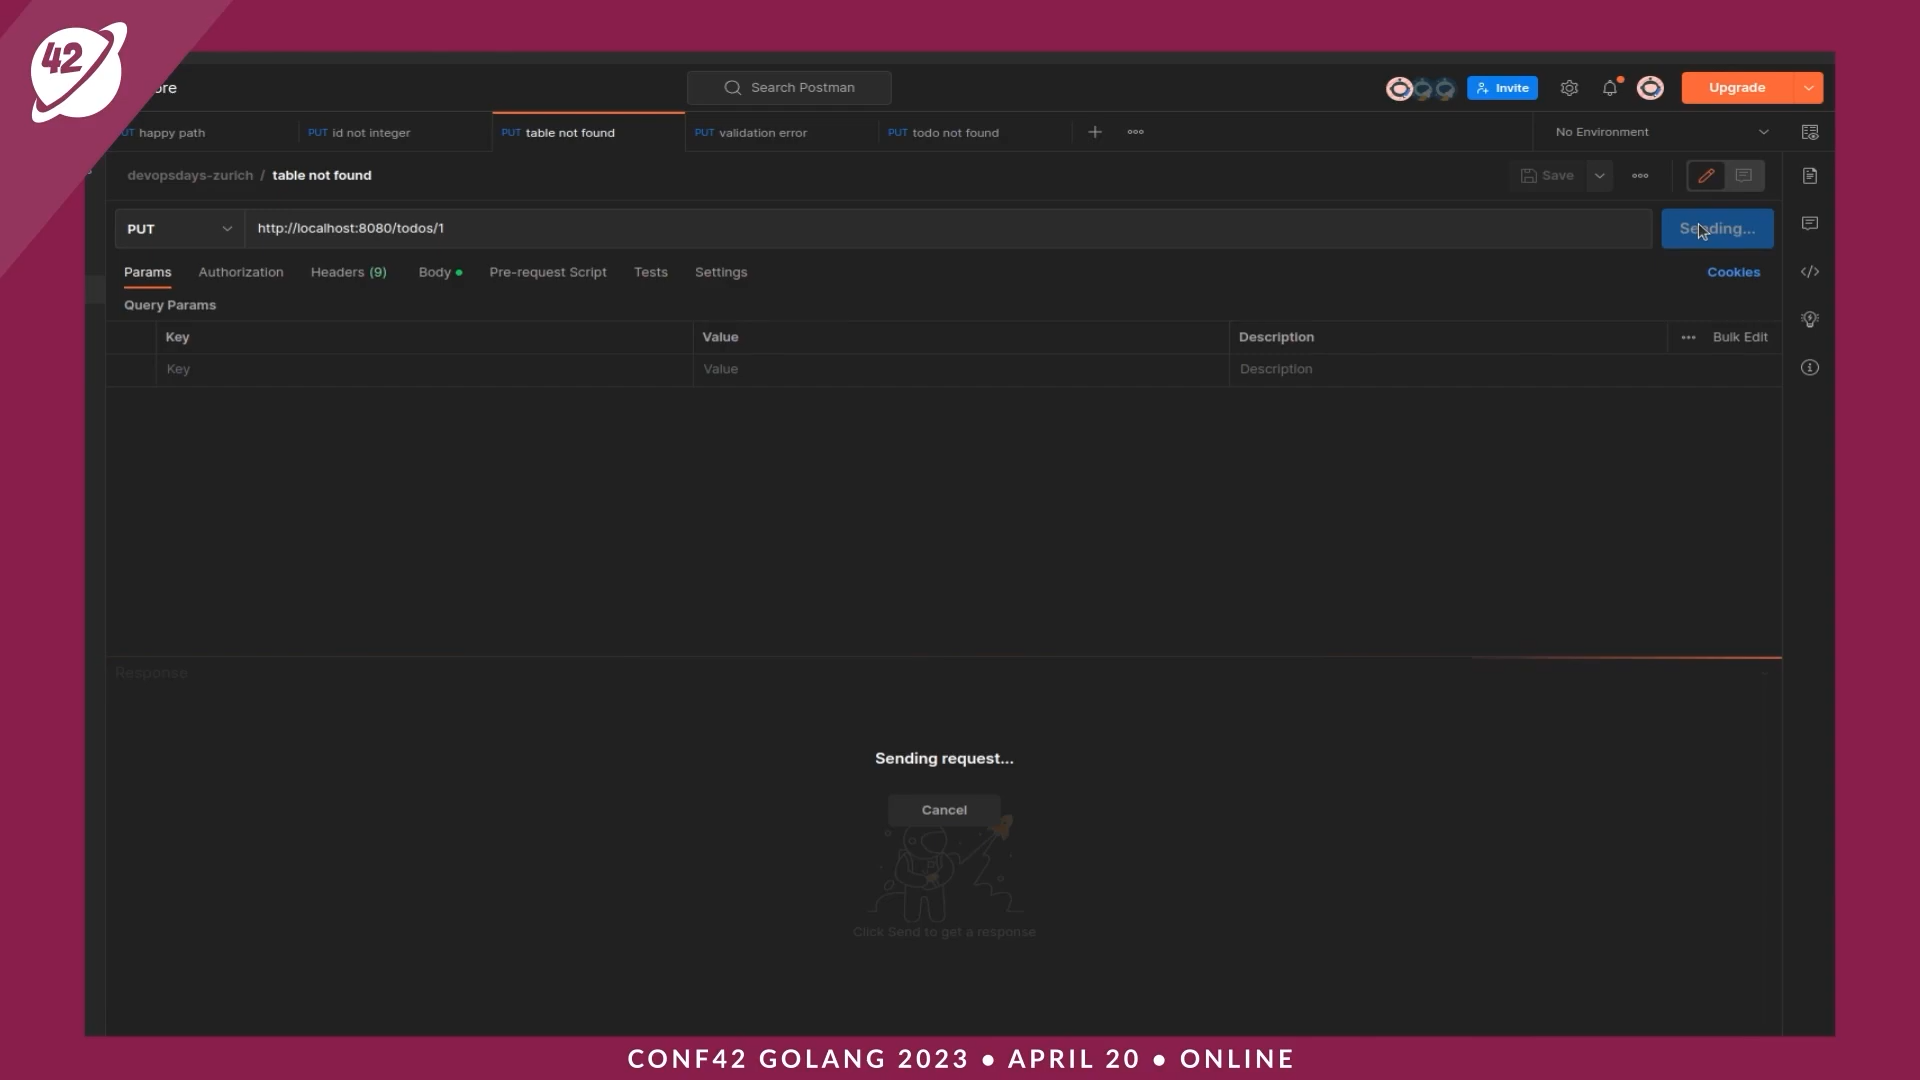 42
ore
Search Postman
Invite
Upgrade
UT happy path
PUT id not integer
PUT table not found
PUT validation error
PUT todo not found
No Environment
devopsdays-zurich / table not found
Save
PUT
http://localhost:8080/todos/1
Sending...
Params
Authorization
Headers (9)
Body
Pre-request Script
Tests
Settings
Cookies
Query Params
Key
Value
Description
Bulk Edit
Key
Value
Description
Response
Sending request...
Cancel
Click Send to get a response
CONF42 GOLANG 2023 ● APRIL 20 ● ONLINE